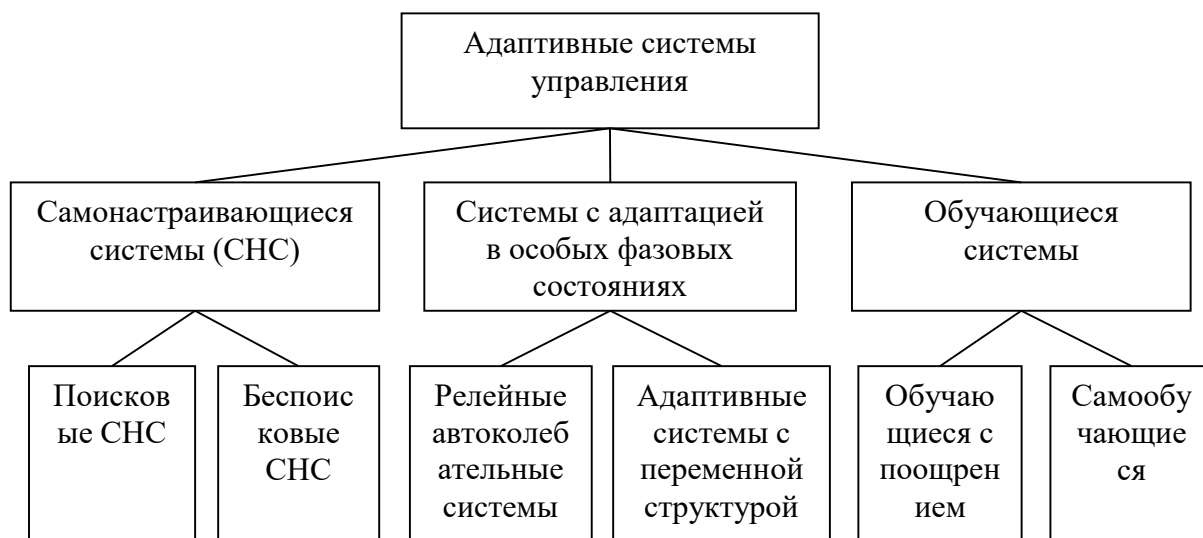 Адаптивные системы
управления
Самонастраивающиеся
системы (СНС)
Системы с адаптацией
в особых фазовых
состояниях
Обучающиеся
системы
Поисков
ые СНС
Беспоис
ковые
СНС
Релейные
автоколеб
ательные
системы
Адаптивные
системы с
переменной
структурой
Обучаю
щиеся с
поощрен
ием
Самообу
чающие
ся